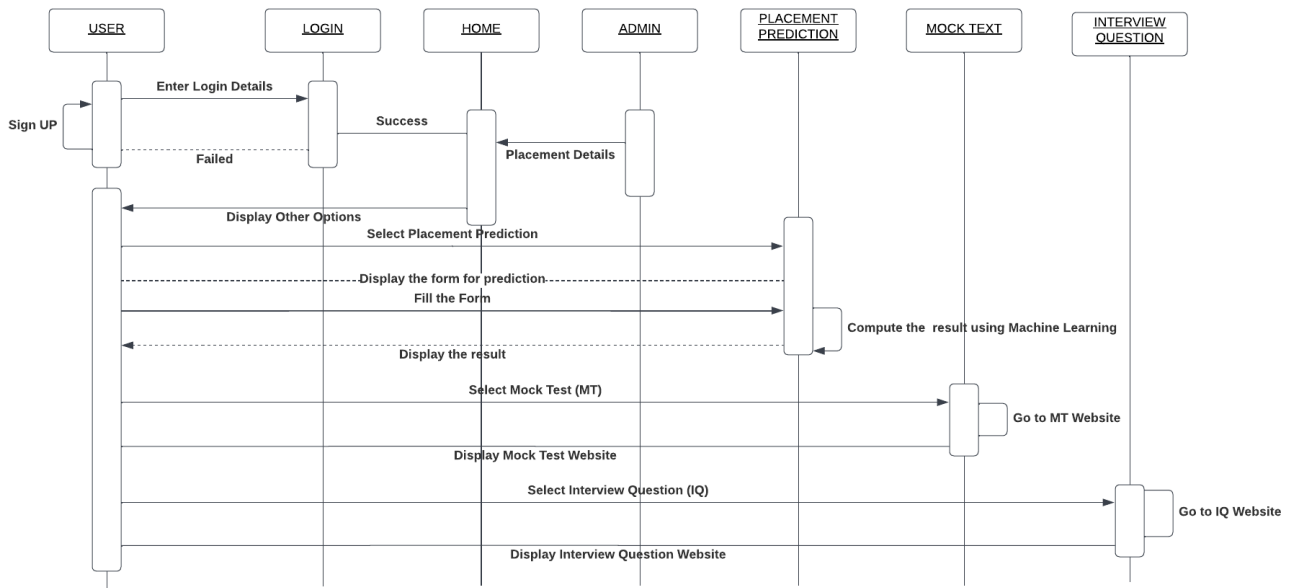 USER
LOGIN
HOME
ADMIN
PLACEMENT
PREDICTION
MOCK TEXT
INTERVIEW
QUESTION
Enter Login Details
Sign UP
Success
Failed
Placement Details
Display Other Options
Select Placement Prediction
Display the form for prediction
Fill the Form
Compute the result using Machine Learning
Display the result
Select Mock Test (MT)
Go to MT Website
Display Mock Test Website
Select Interview Question (IQ)
Go to IQ Website
Display Interview Question Website